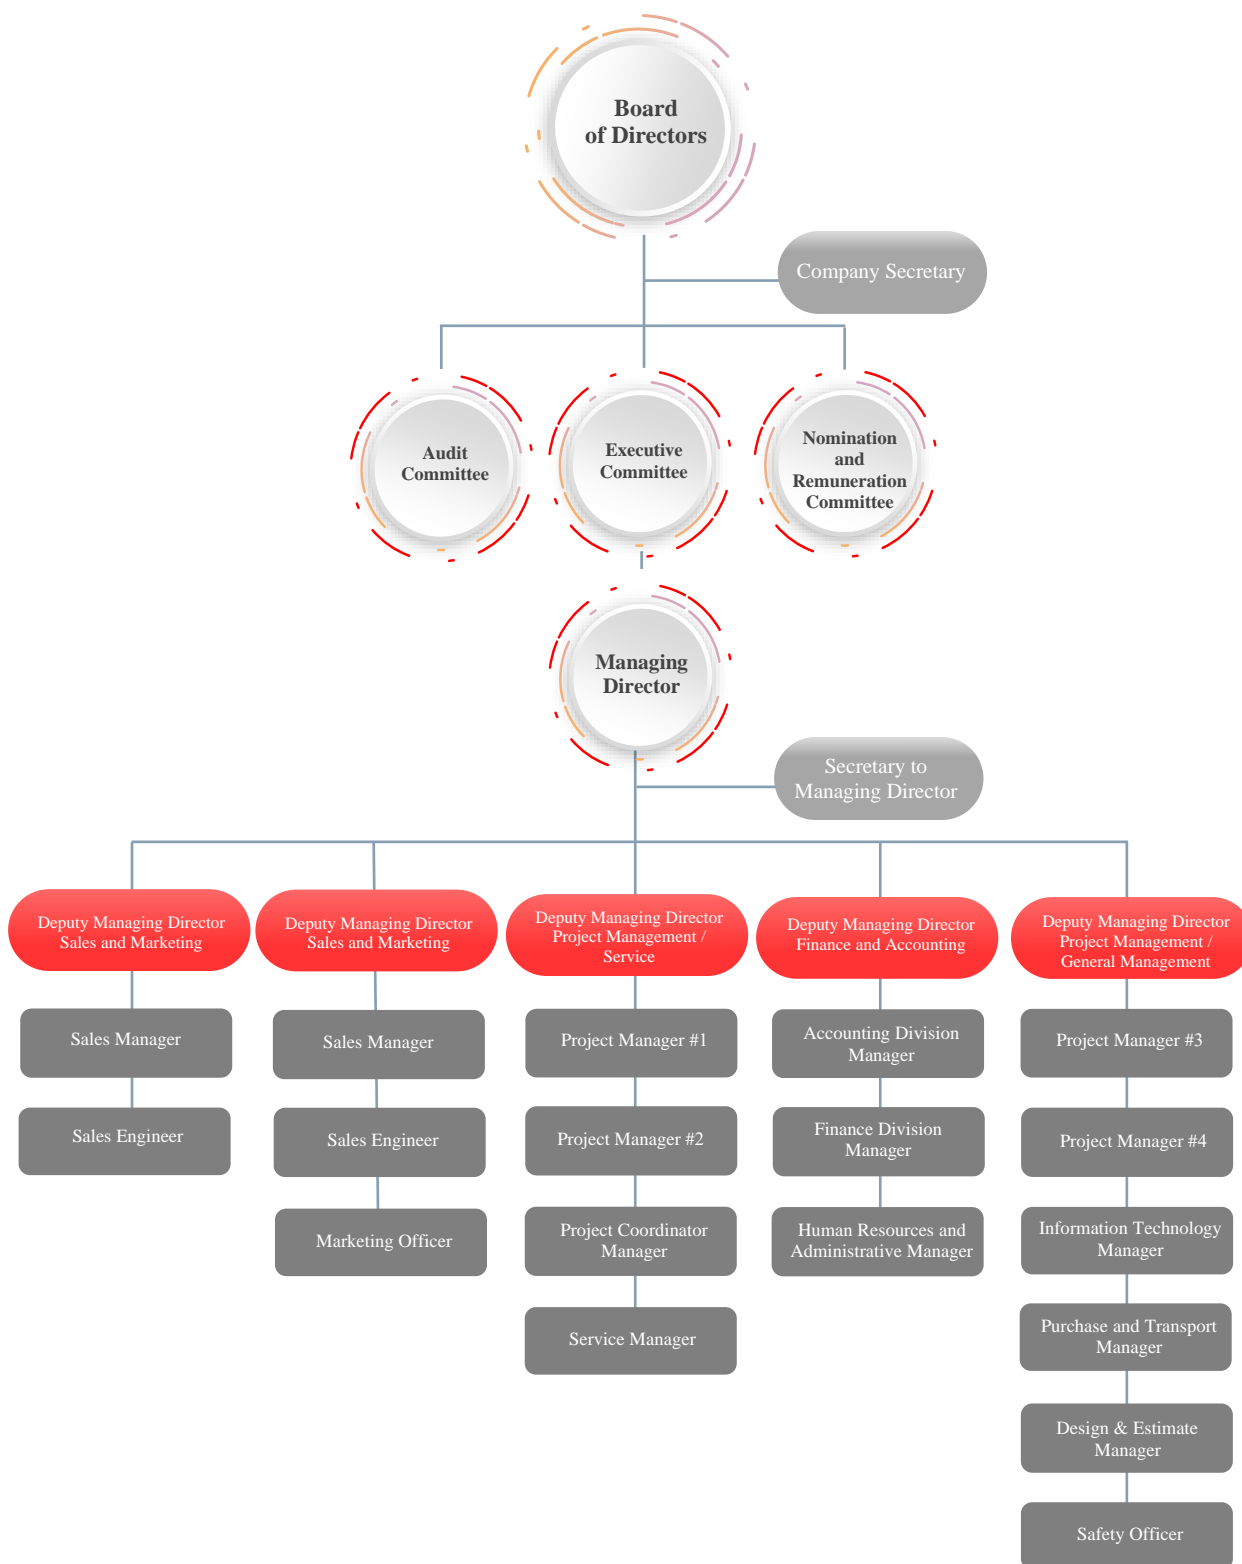 Board
of Directors
Company Secretary
Audit
Committee
Executive
Committee
Nomination
and
Remuneration
Committee
Managing
Director
Secretary to
Managing Director
Deputy Managing Director
Sales and Marketing
Deputy Managing Director
Sales and Marketing
Deputy Managing Director
Project Management /
Service
Deputy Managing Director
Finance and Accounting
Deputy Managing Director
Project Management /
General Management
Sales Manager
Sales Manager
Project Manager #1
Accounting Division
Manager
Project Manager #3
Sales Engineer
Sales Engineer
Project Manager #2
Finance Division
Manager
Project Manager #4
Marketing Officer
Project Coordinator
Manager
Human Resources and
Administrative Manager
Information Technology
Manager
Service Manager
Purchase and Transport
Manager
Design & Estimate
Manager
Safety Officer